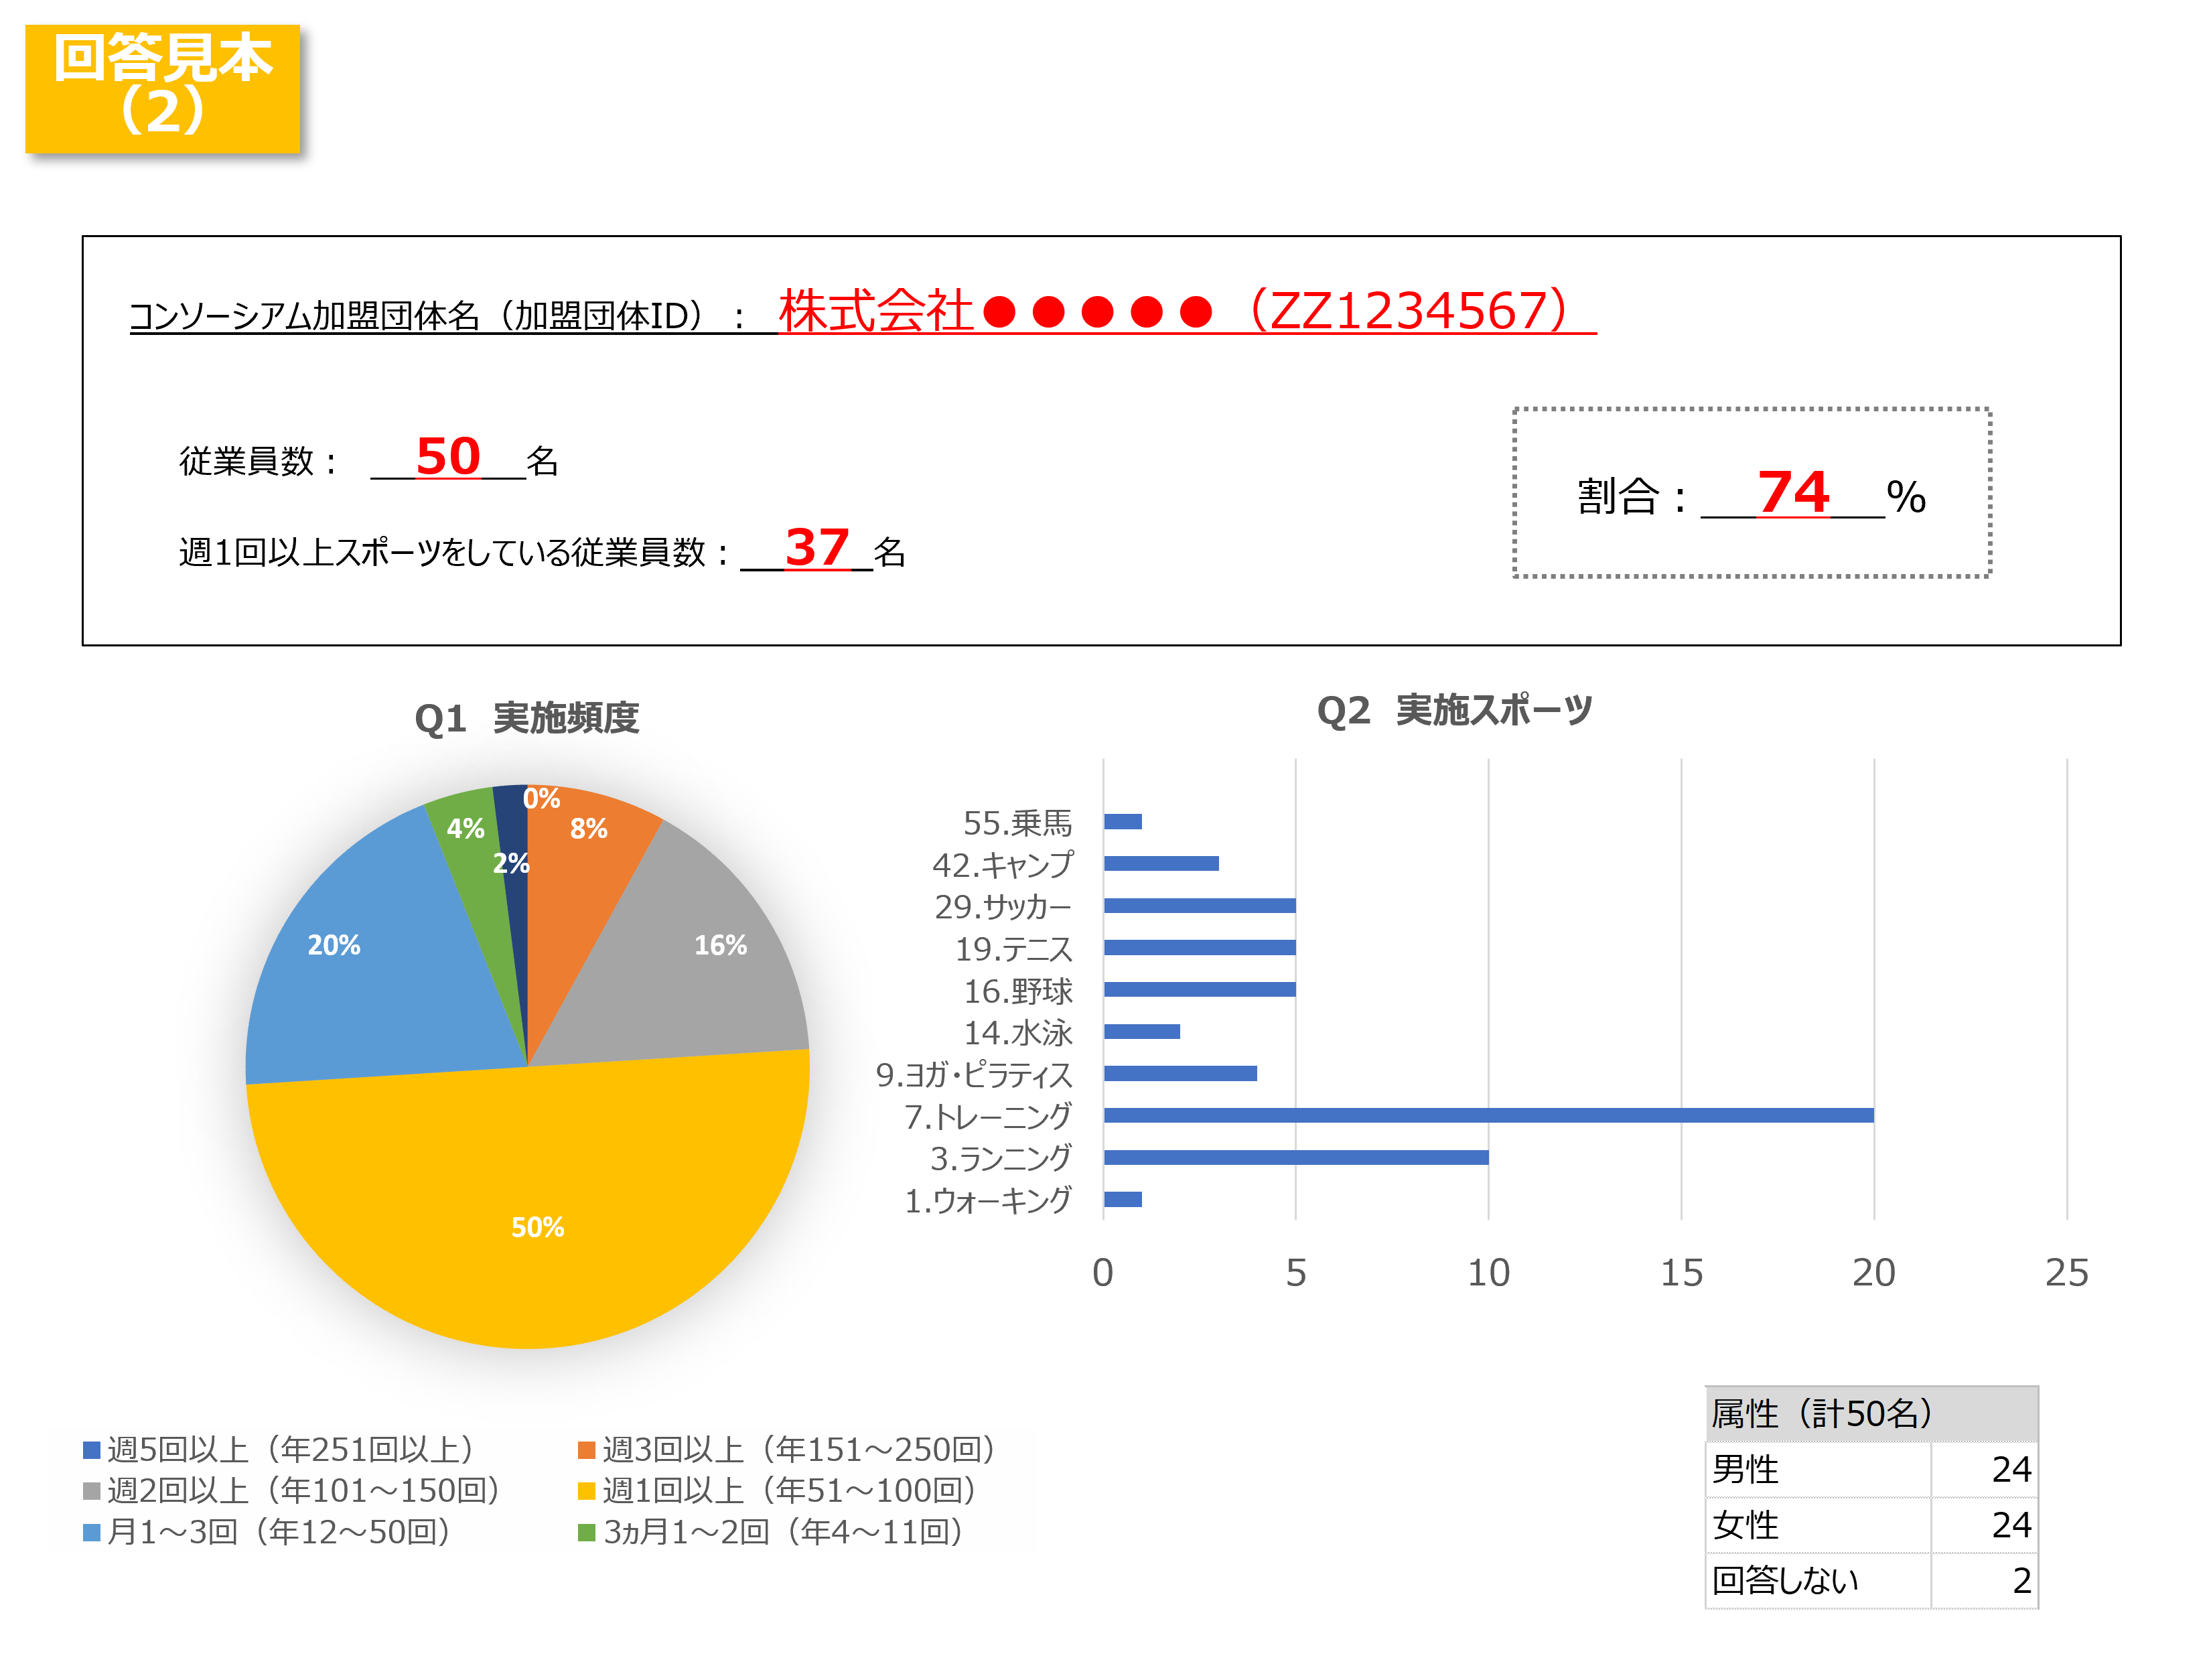 回答見本
（2）
コンソーシアム加盟団体名（加盟団体ID）： 株式会社●●●●●（ZZ1234567）
従業員数： 50 名
週1回以上スポーツをしている従業員数： 37 名
割合： 74 %
Q1 実施頻度
0%
8%
16%
50%
20%
4%
2%
週5回以上（年251回以上）
週3回以上（年151～250回）
週2回以上（年101～150回）
週1回以上（年51～100回）
月1～3回（年12～50回）
3ヵ月1～2回（年4～11回）
Q2 実施スポーツ
55.乗馬
42.キャンプ
29.サッカー
19.テニス
16.野球
14.水泳
9.ヨガ・ピラティス
7.トレーニング
3.ランニング
1.ウォーキング
0 5 10 15 20 25
属性（計50名）
男性 24
女性 24
回答しない 2